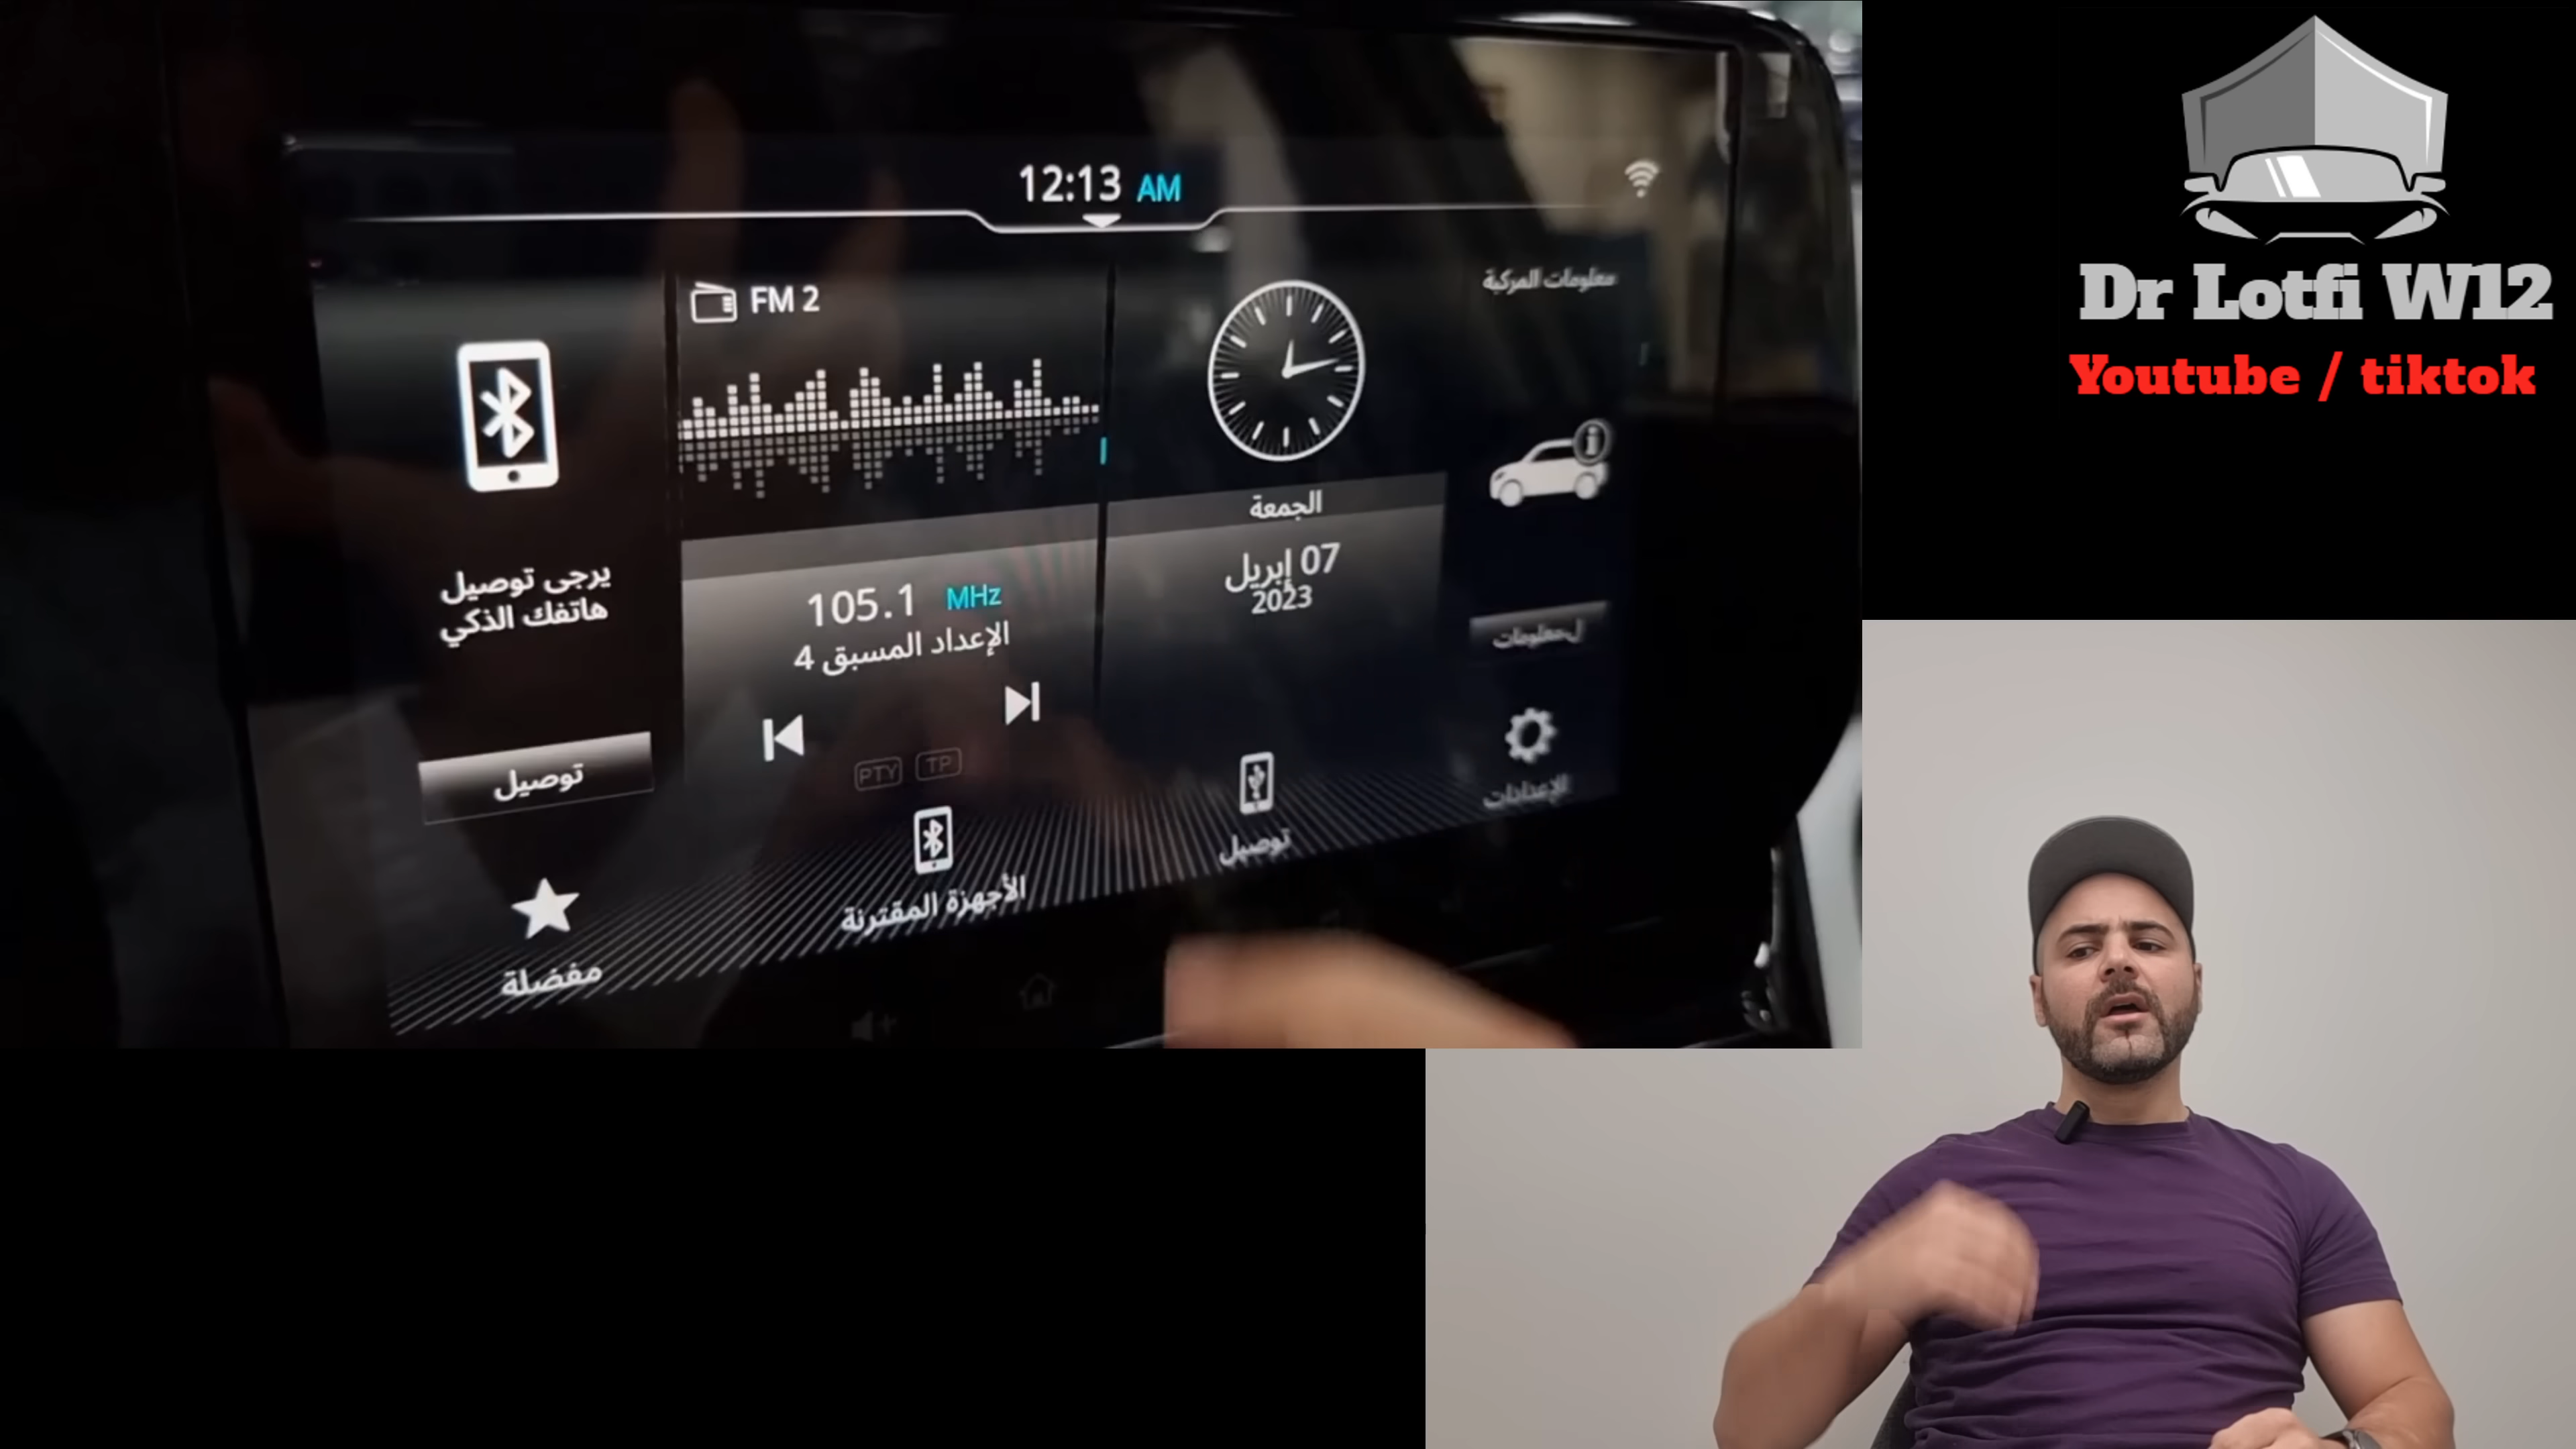 12:13 AM
FM 2
105.1 MHz
الإعداد المسبق 4
PTY TP
يرجى توصيل
هاتفك الذكي
توصيل
الجمعة
07 إبريل
2023
معلومات المركبة
الإعدادات
توصيل
الأجهزة المقترنة
مفضلة
Dr Lotfi W12
Youtube / tiktok